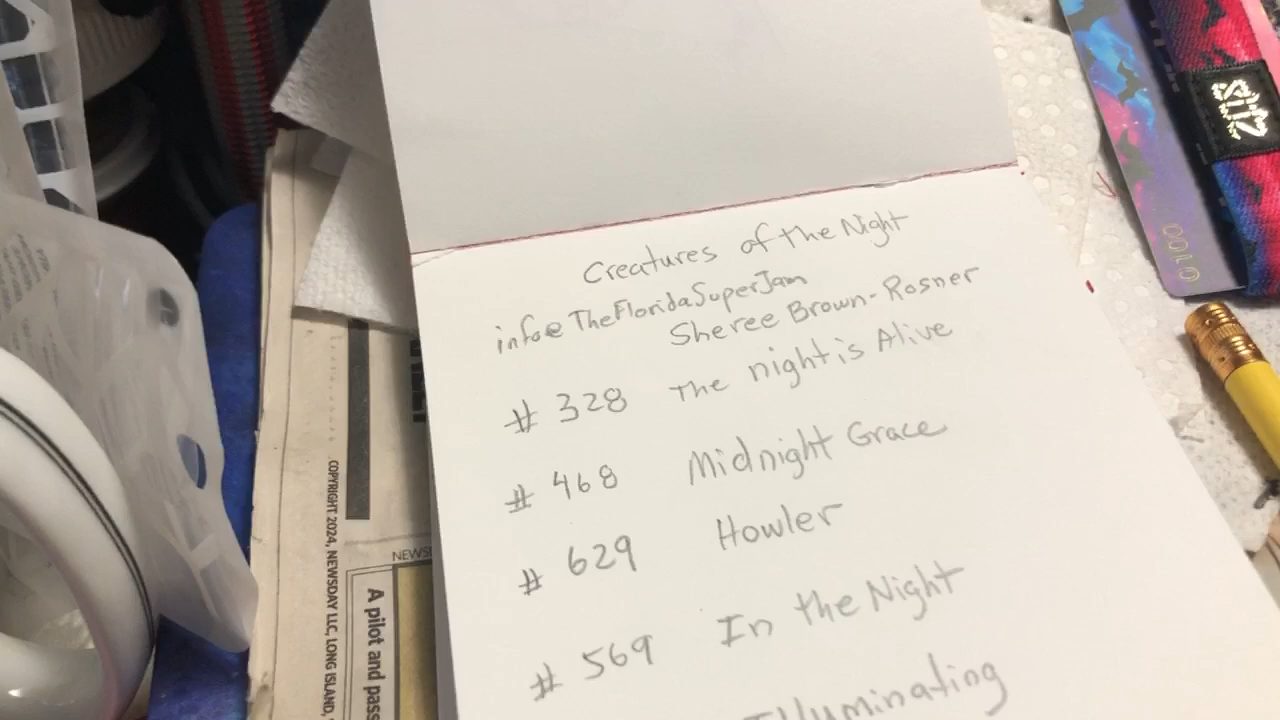 Creatures of the Night
info@TheFloridaSuperJam
Sheree Brown-Rosner
# 328 The night is Alive
# 468 Midnight Grace
# 629 Howler
# 569 In the Night
Illuminating
COPYRIGHT 2024, NEWSDAY LLC, LONG ISLAND,
NEWS
A pilot and pass